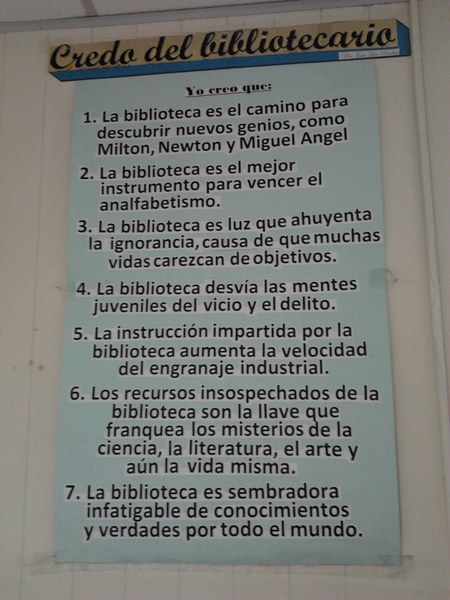 Credo del bibliotecario
Yo creo que:
1. La biblioteca es el camino para
descubrir nuevos genios, como
Milton, Newton y Miguel Angel
2. La biblioteca es el mejor
instrumento para vencer el
analfabetismo.
3. La biblioteca es luz que ahuyenta
la ignorancia, causa de que muchas
vidas carezcan de objetivos.
4. La biblioteca desvía las mentes
juveniles del vicio y el delito.
5. La instrucción impartida por la
biblioteca aumenta la velocidad
del engranaje industrial.
6. Los recursos insospechados de la
biblioteca son la llave que
franquea los misterios de la
ciencia, la literatura, el arte y
aún la vida misma.
7. La biblioteca es sembradora
infatigable de conocimientos
y verdades por todo el mundo.